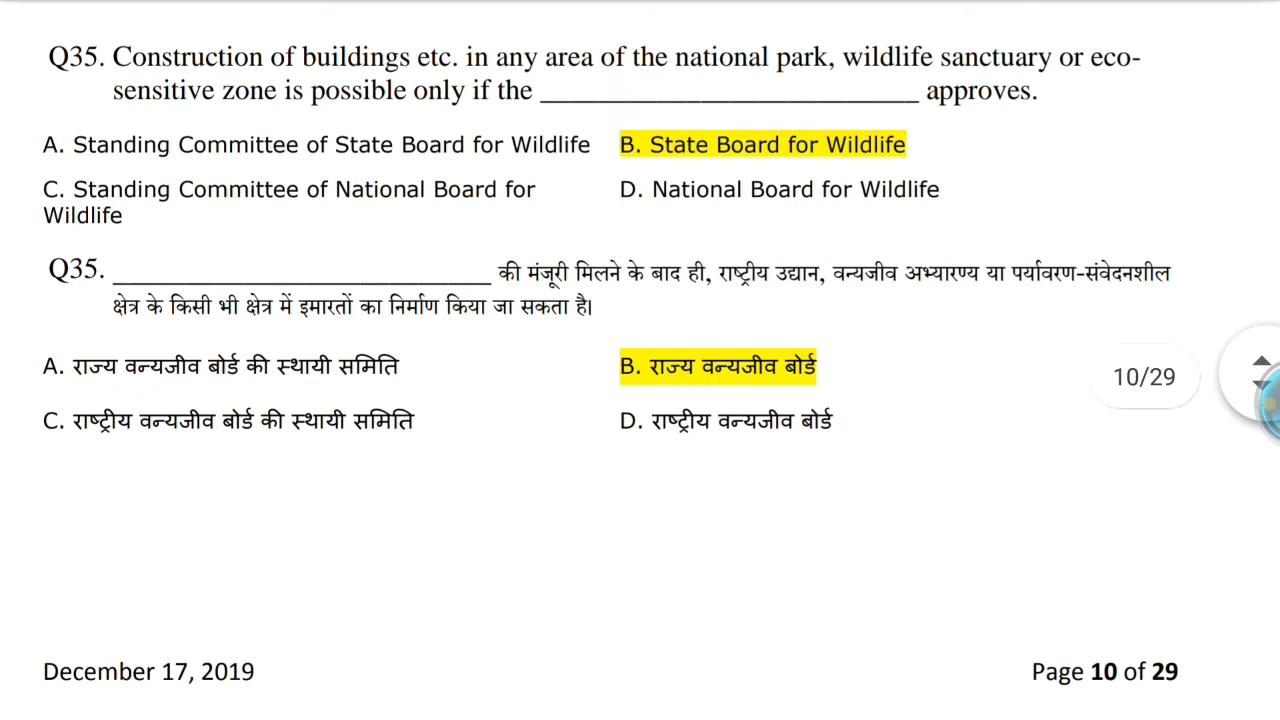 Q35. Construction of buildings etc. in any area of the national park, wildlife sanctuary or eco-
sensitive zone is possible only if the ___________________________ approves.
A. Standing Committee of State Board for Wildlife B. State Board for Wildlife
C. Standing Committee of National Board for D. National Board for Wildlife
Wildlife
Q35. ___________________________ की मंजूरी मिलने के बाद ही, राष्ट्रीय उद्यान, वन्यजीव अभ्यारण्य या पर्यावरण-संवेदनशील
क्षेत्र के किसी भी क्षेत्र में इमारतों का निर्माण किया जा सकता है।
A. राज्य वन्यजीव बोर्ड की स्थायी समिति B. राज्य वन्यजीव बोर्ड
10/29
C. राष्ट्रीय वन्यजीव बोर्ड की स्थायी समिति D. राष्ट्रीय वन्यजीव बोर्ड
December 17, 2019 Page 10 of 29